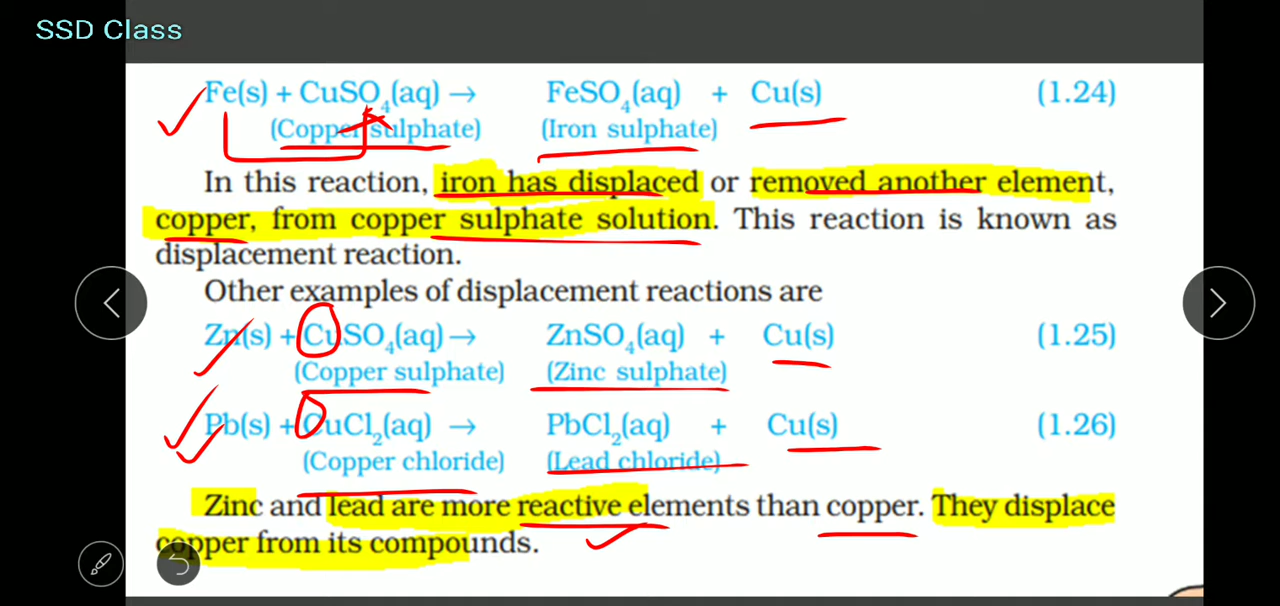 SSD Class
Fe(s) + CuSO₄(aq) → FeSO₄(aq) + Cu(s) (1.24)
(Copper sulphate) (Iron sulphate)
In this reaction, iron has displaced or removed another element,
copper, from copper sulphate solution. This reaction is known as
displacement reaction.
Other examples of displacement reactions are
Zn(s) + CuSO₄(aq) → ZnSO₄(aq) + Cu(s) (1.25)
(Copper sulphate) (Zinc sulphate)
Pb(s) + CuCl₂(aq) → PbCl₂(aq) + Cu(s) (1.26)
(Copper chloride) (Lead chloride)
Zinc and lead are more reactive elements than copper. They displace
copper from its compounds.